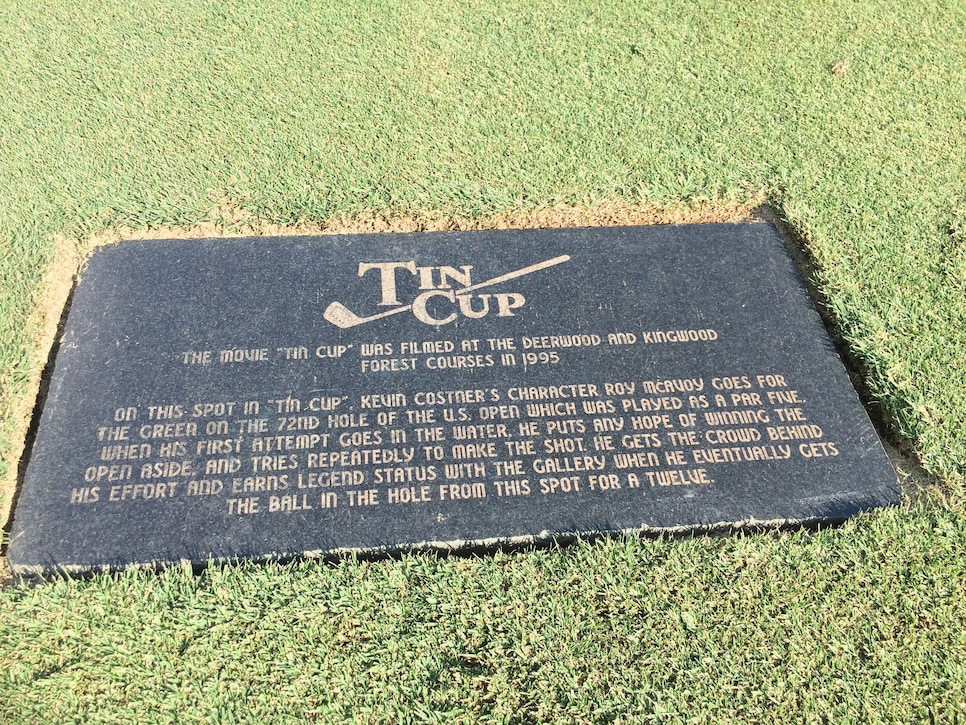 TIN
CUP
THE MOVIE "TIN CUP" WAS FILMED AT THE DEERWOOD AND KINGWOOD
FOREST COURSES IN 1995
ON THIS SPOT IN "TIN CUP", KEVIN COSTNER'S CHARACTER ROY MCAVOY GOES FOR
THE GREEN ON THE 72ND HOLE OF THE U.S. OPEN WHICH WAS PLAYED AS A PAR FIVE.
WHEN HIS FIRST ATTEMPT GOES IN THE WATER, HE PUTS ANY HOPE OF WINNING THE
OPEN ASIDE, AND TRIES REPEATEDLY TO MAKE THE SHOT. HE GETS THE CROWD BEHIND
HIS EFFORT AND EARNS LEGEND STATUS WITH THE GALLERY WHEN HE EVENTUALLY GETS
THE BALL IN THE HOLE FROM THIS SPOT FOR A TWELVE.